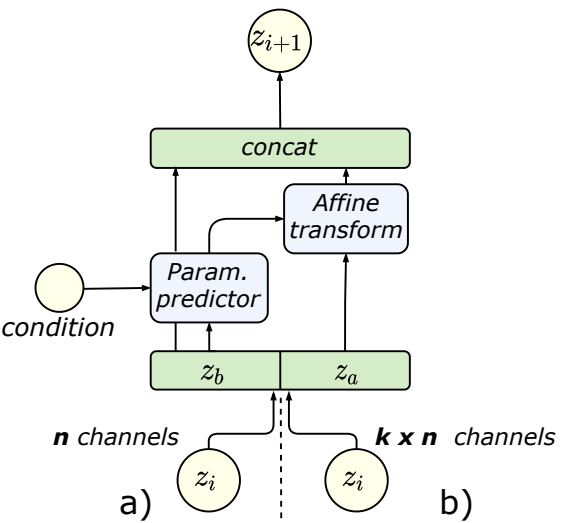 z_{i+1}
concat
Affine
transform
Param.
predictor
condition
z_b
z_a
n channels
k x n channels
z_i
z_i
a)
b)